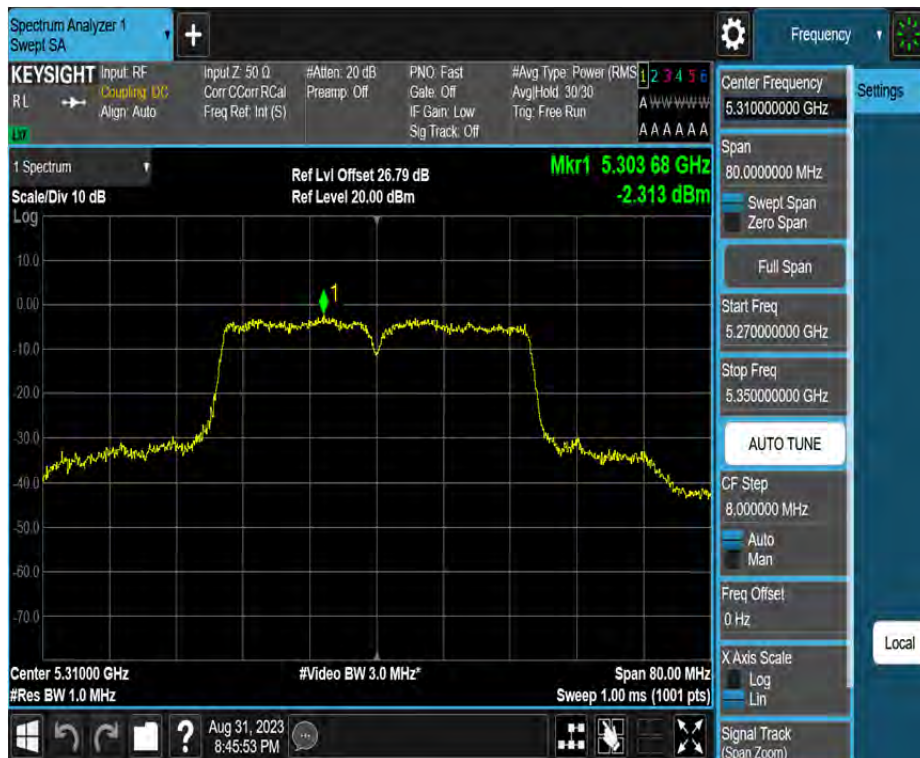 Spectrum Analyzer 1
Swept SA
+
Frequency
KEYSIGHT
RL
LXI
Input: RF
Coupling: DC
Align: Auto
Input Z: 50 Ω
Corr CCorr RCal
Freq Ref: Int (S)
#Atten: 20 dB
Preamp: Off
PNO: Fast
Gate: Off
IF Gain: Low
Sig Track: Off
#Avg Type: Power (RMS
Avg|Hold: 30/30
Trig: Free Run
1 2 3 4 5 6
A W W W W W
A A A A A A
1 Spectrum
Scale/Div 10 dB
Ref Lvl Offset 26.79 dB
Ref Level 20.00 dBm
Mkr1 5.303 68 GHz
-2.313 dBm
Log
10.0
0.00
-10.0
-20.0
-30.0
-40.0
-50.0
-60.0
-70.0
1
Center 5.31000 GHz
#Res BW 1.0 MHz
#Video BW 3.0 MHz*
Span 80.00 MHz
Sweep 1.00 ms (1001 pts)
Center Frequency
5.310000000 GHz
Settings
Span
80.0000000 MHz
Swept Span
Zero Span
Full Span
Start Freq
5.270000000 GHz
Stop Freq
5.350000000 GHz
AUTO TUNE
CF Step
8.000000 MHz
Auto
Man
Freq Offset
0 Hz
X Axis Scale
Log
Lin
Local
Signal Track
(Span Zoom)
?
Aug 31, 2023
8:45:53 PM